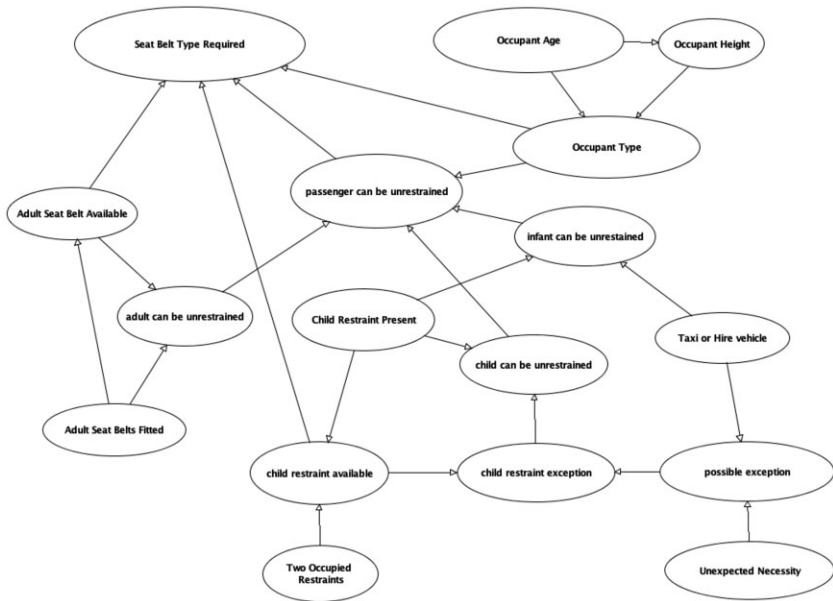 Seat Belt Type Required
Occupant Age
Occupant Height
Occupant Type
passenger can be unrestrained
Adult Seat Belt Available
infant can be unrestained
adult can be unrestrained
Child Restraint Present
Taxi or Hire vehicle
child can be unrestrained
Adult Seat Belts Fitted
child restraint available
child restraint exception
possible exception
Two Occupied
Restraints
Unexpected Necessity